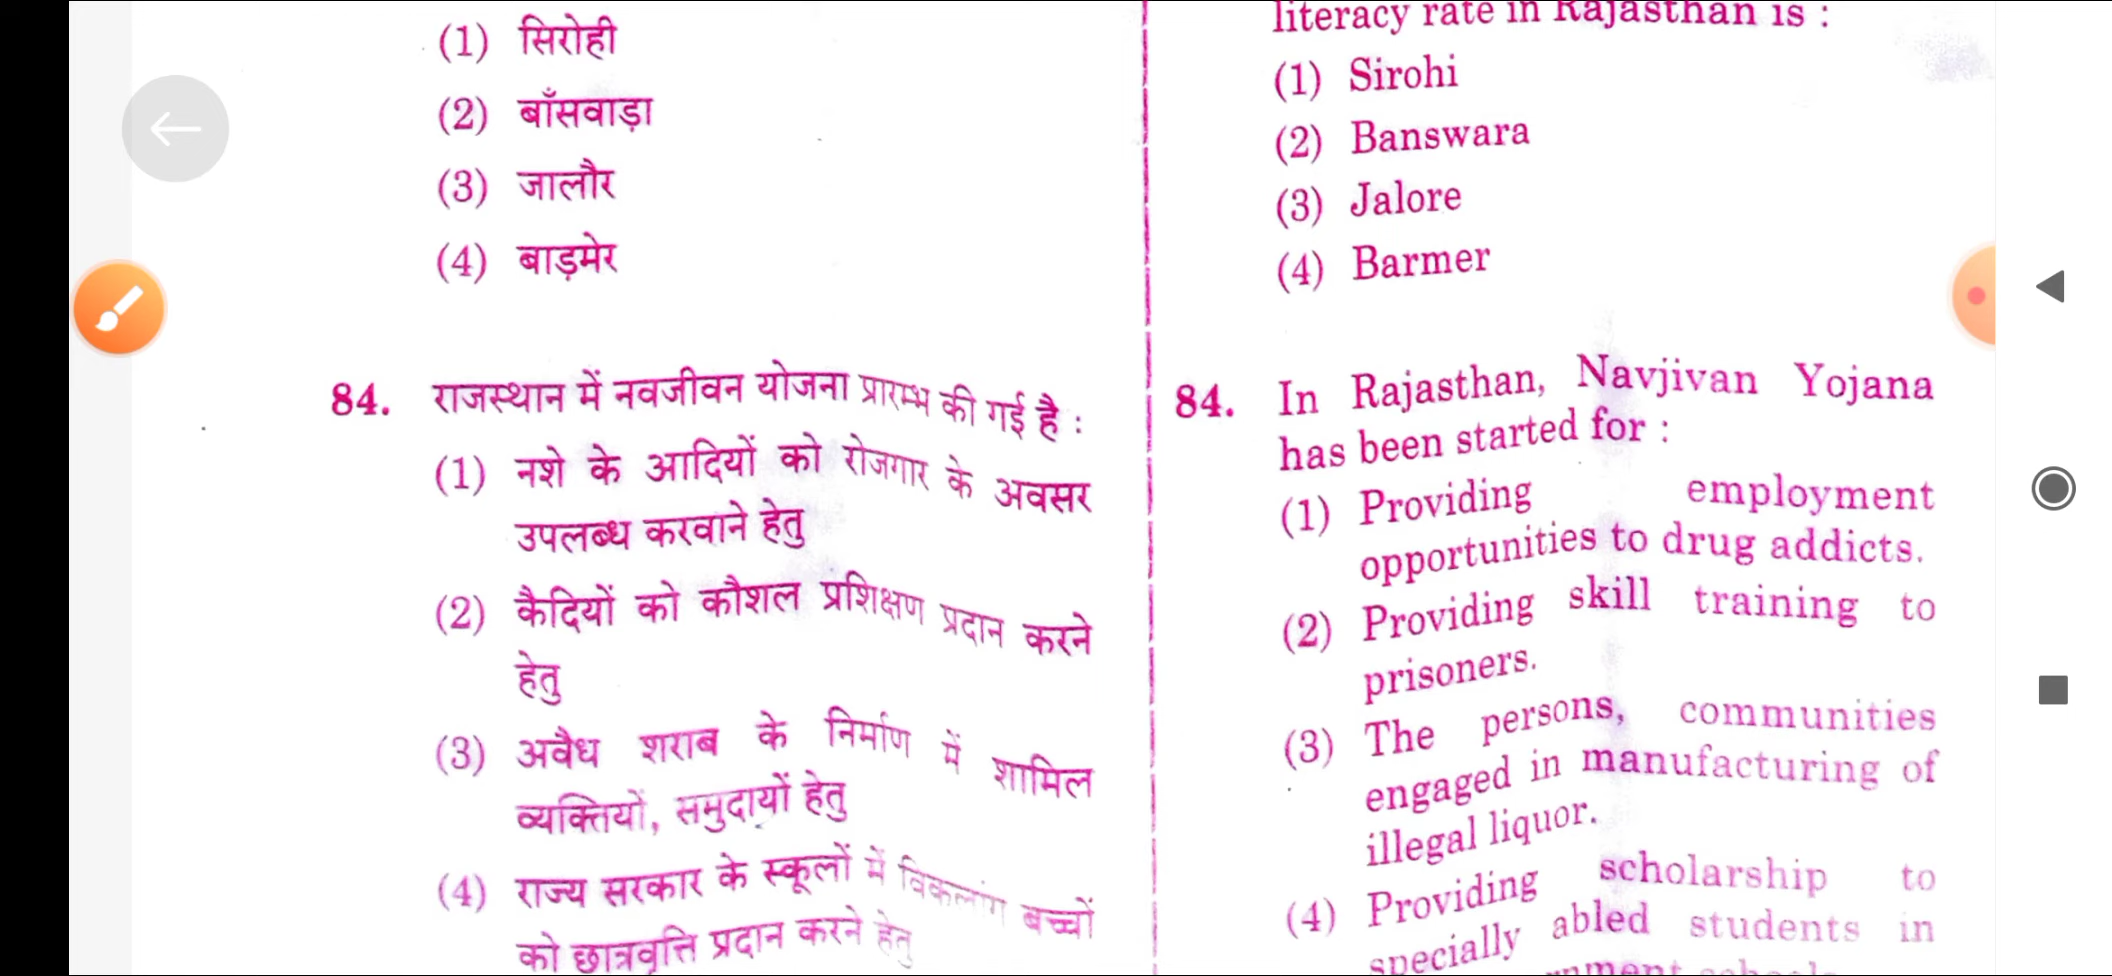 (1) सिरोही
(2) बाँसवाड़ा
(3) जालौर
(4) बाड़मेर
84. राजस्थान में नवजीवन योजना प्रारम्भ की गई है :
(1) नशे के आदियों को रोजगार के अवसर
उपलब्ध करवाने हेतु
(2) कैदियों को कौशल प्रशिक्षण प्रदान करने
हेतु
(3) अवैध शराब के निर्माण में शामिल
व्यक्तियों, समुदायों हेतु
(4) राज्य सरकार के स्कूलों में विकलांग बच्चों
को छात्रवृत्ति प्रदान करने हेतु
literacy rate in Rajasthan is :
(1) Sirohi
(2) Banswara
(3) Jalore
(4) Barmer
84. In Rajasthan, Navjivan Yojana
has been started for :
(1) Providing employment
opportunities to drug addicts.
(2) Providing skill training to
prisoners.
(3) The persons, communities
engaged in manufacturing of
illegal liquor.
(4) Providing scholarship to
specially abled students in